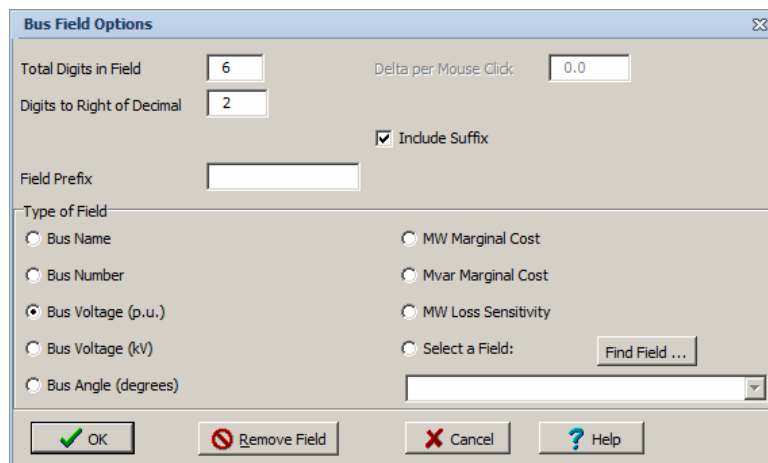 Bus Field Options
Total Digits in Field 6 Delta per Mouse Click 0.0
Digits to Right of Decimal 2
Include Suffix
Field Prefix
Type of Field
Bus Name MW Marginal Cost
Bus Number Mvar Marginal Cost
Bus Voltage (p.u.) MW Loss Sensitivity
Bus Voltage (kV) Select a Field: Find Field ...
Bus Angle (degrees)
OK Remove Field Cancel ? Help